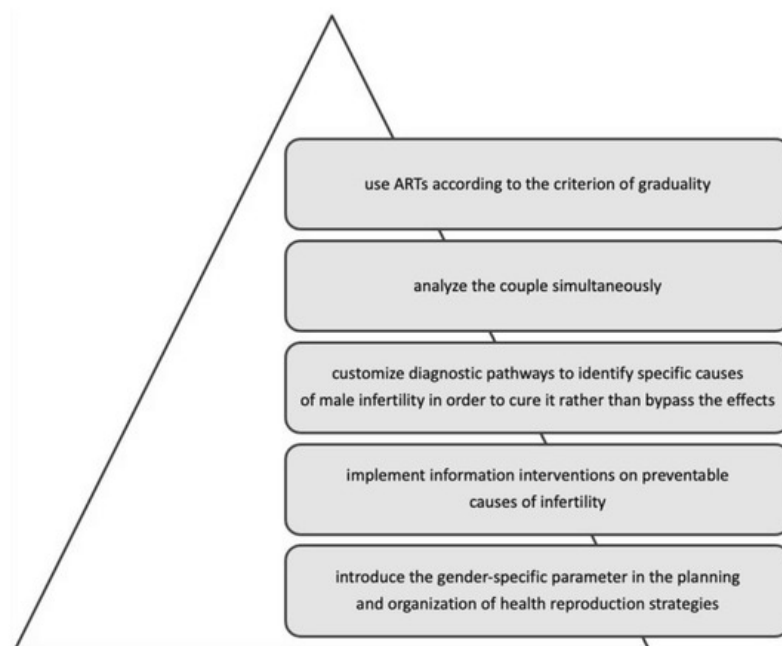 use ARTs according to the criterion of graduality
analyze the couple simultaneously
customize diagnostic pathways to identify specific causes
of male infertility in order to cure it rather than bypass the effects
implement information interventions on preventable
causes of infertility
introduce the gender-specific parameter in the planning
and organization of health reproduction strategies